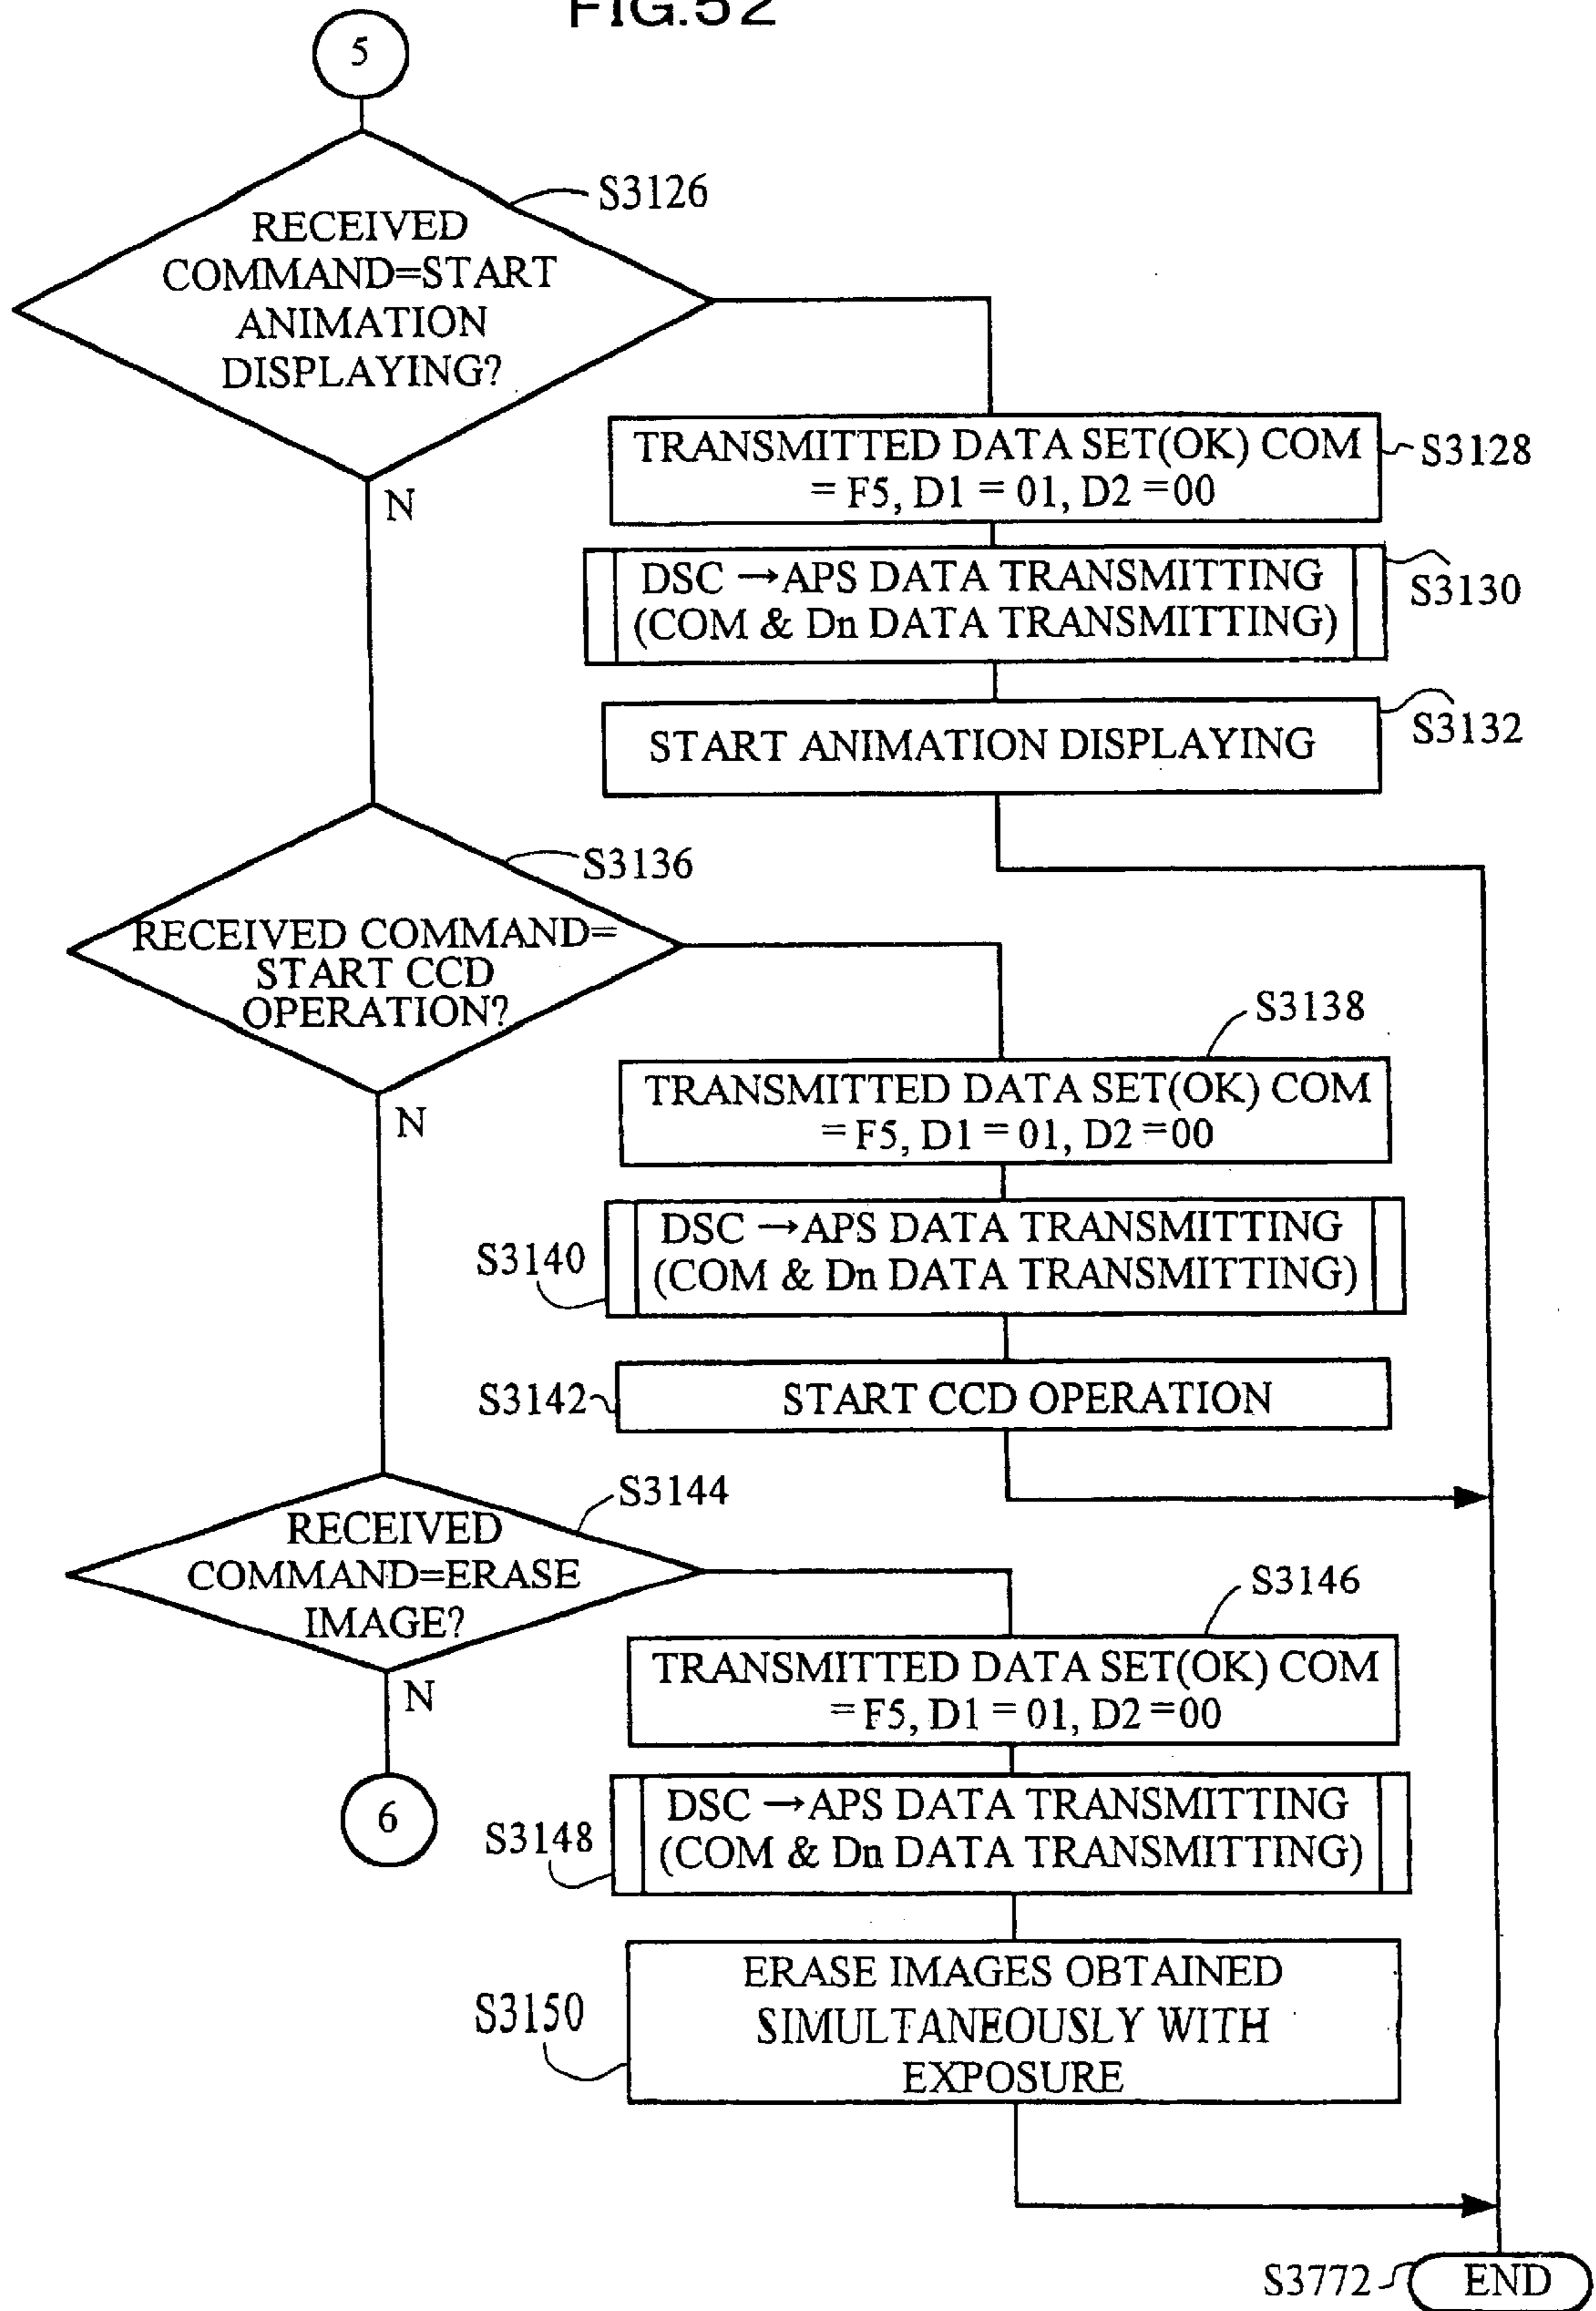 FIG.52
5
S3126
RECEIVED
COMMAND=START
ANIMATION
DISPLAYING?
N
TRANSMITTED DATA SET(OK) COM
= F5, D1 = 01, D2 =00
S3128
DSC →APS DATA TRANSMITTING
(COM & Dn DATA TRANSMITTING)
S3130
START ANIMATION DISPLAYING
S3132
S3136
RECEIVED COMMAND=
START CCD
OPERATION?
N
S3138
TRANSMITTED DATA SET(OK) COM
= F5, D1 = 01, D2 =00
S3140
DSC →APS DATA TRANSMITTING
(COM & Dn DATA TRANSMITTING)
S3142
START CCD OPERATION
S3144
RECEIVED
COMMAND=ERASE
IMAGE?
N
6
S3146
TRANSMITTED DATA SET(OK) COM
= F5, D1 = 01, D2 =00
S3148
DSC →APS DATA TRANSMITTING
(COM & Dn DATA TRANSMITTING)
S3150
ERASE IMAGES OBTAINED
SIMULTANEOUSLY WITH
EXPOSURE
S3772
END